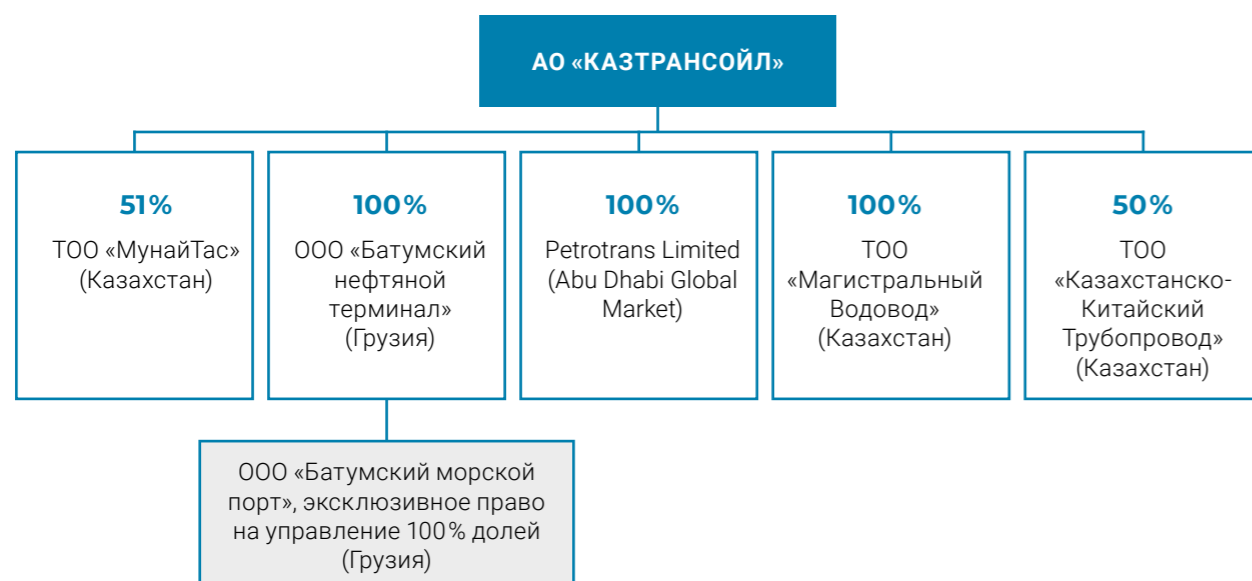 АО «КАЗТРАНСОЙЛ»
51%
ТОО «МунайТас»
(Казахстан)
100%
ООО «Батумский
нефтяной
терминал»
(Грузия)
100%
Petrotrans Limited
(Abu Dhabi Global
Market)
100%
ТОО
«Магистральный
Водовод»
(Казахстан)
50%
ТОО
«Казахстанско-
Китайский
Трубопровод»
(Казахстан)
ООО «Батумский морской
порт», эксклюзивное право
на управление 100% долей
(Грузия)